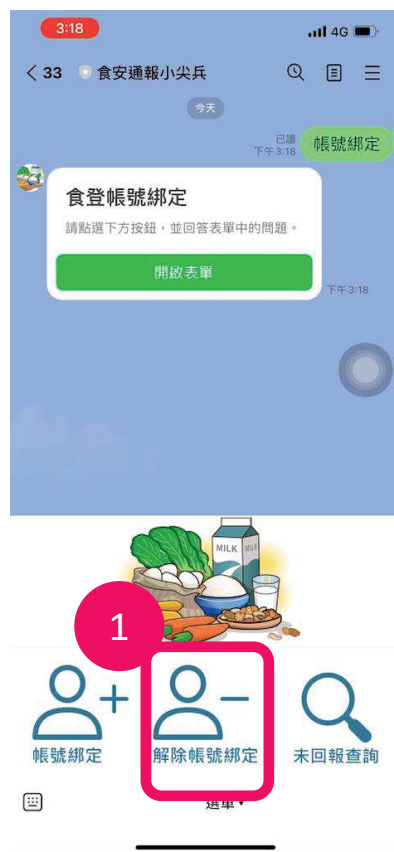 3:18
4G
33 食安通報小尖兵
今天
已讀
下午 3:18
帳號綁定
食登帳號綁定
請點選下方按鈕，並回答表單中的問題。
開啟表單
下午 3:18
MILK
1
帳號綁定
解除帳號綁定
未回報查詢
選單